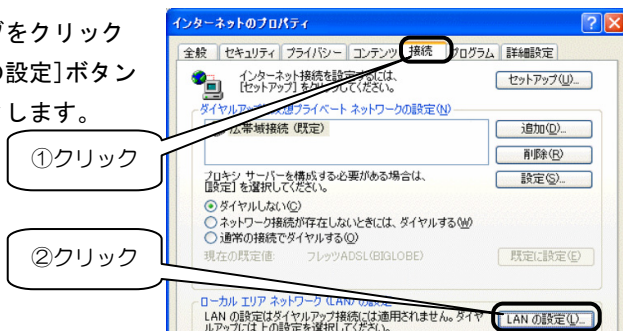 グをクリック
の設定]ボタン
します。
①クリック
②クリック
インターネットのプロパティ
全般 セキュリティ プライバシー コンテンツ 接続 プログラム 詳細設定
インターネット接続を設定するには、
[セットアップ] をクリックしてください。
セットアップ(U)...
ダイヤルアップと仮想プライベート ネットワークの設定(N)
広帯域接続 (既定)
追加(D)...
削除(R)
プロキシ サーバーを構成する必要がある場合は、
[設定] を選択してください。
設定(S)...
ダイヤルしない(C)
ネットワーク接続が存在しないときには、ダイヤルする(W)
通常の接続でダイヤルする(O)
現在の既定値: フレッツADSL(BIGLOBE)
既定に設定(E)
ローカル エリア ネットワーク (LAN) の設定
LAN の設定はダイヤルアップ接続には適用されません。ダイヤ
ルアップには上の設定を選択してください。
LAN の設定(L)...